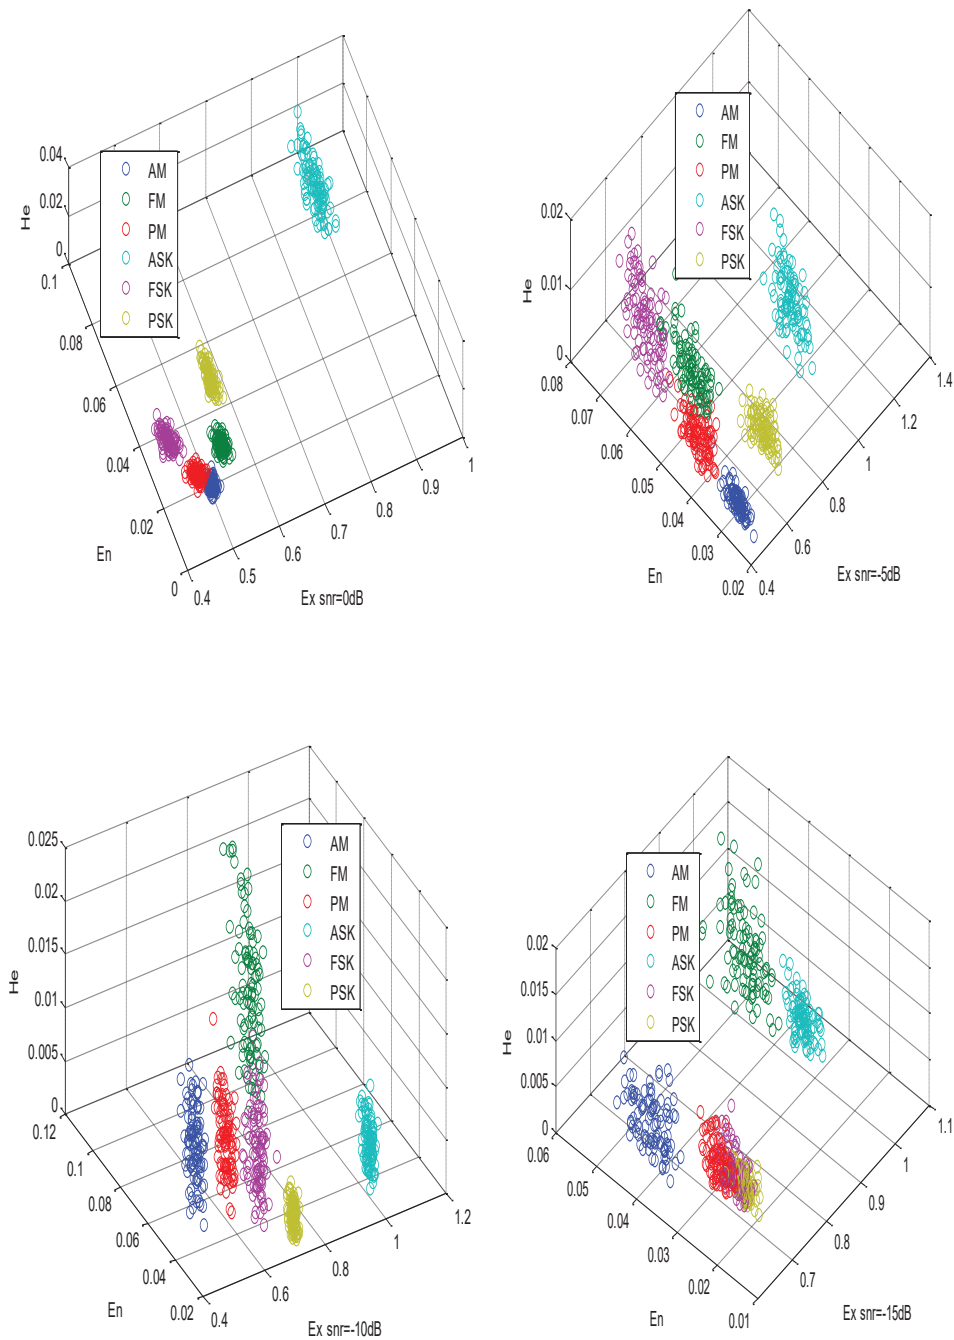 0.04
0.02
0
He
0.1
0.08
0.06
0.04
0.02
0
En
0.4
0.5
0.6
0.7
0.8
0.9
1
Ex snr=0dB
AM
FM
PM
ASK
FSK
PSK
0.02
0.01
0
He
0.08
0.07
0.06
0.05
0.04
0.03
0.02
En
0.4
0.6
0.8
1
1.2
1.4
Ex snr=-5dB
AM
FM
PM
ASK
FSK
PSK
0.025
0.02
0.015
0.01
0.005
0
He
0.12
0.1
0.08
0.06
0.04
0.02
En
0.4
0.6
0.8
1
1.2
Ex snr=-10dB
AM
FM
PM
ASK
FSK
PSK
0.02
0.015
0.01
0.005
0
He
0.06
0.05
0.04
0.03
0.02
0.01
En
0.7
0.8
0.9
1
1.1
Ex snr=-15dB
AM
FM
PM
ASK
FSK
PSK